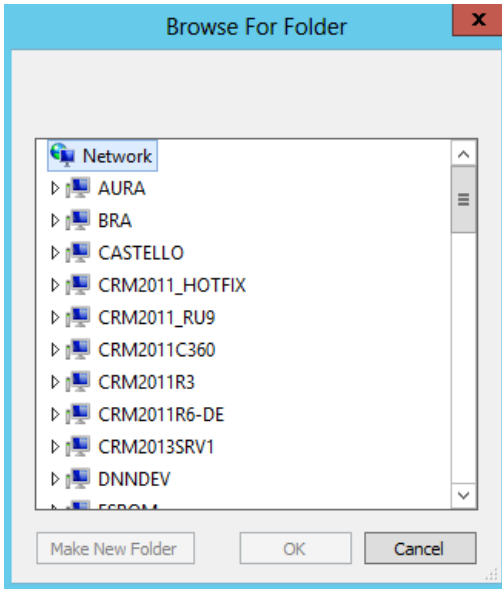 Browse For Folder
x
Network
AURA
BRA
CASTELLO
CRM2011_HOTFIX
CRM2011_RU9
CRM2011C360
CRM2011R3
CRM2011R6-DE
CRM2013SRV1
DNNDEV
Make New Folder
OK
Cancel